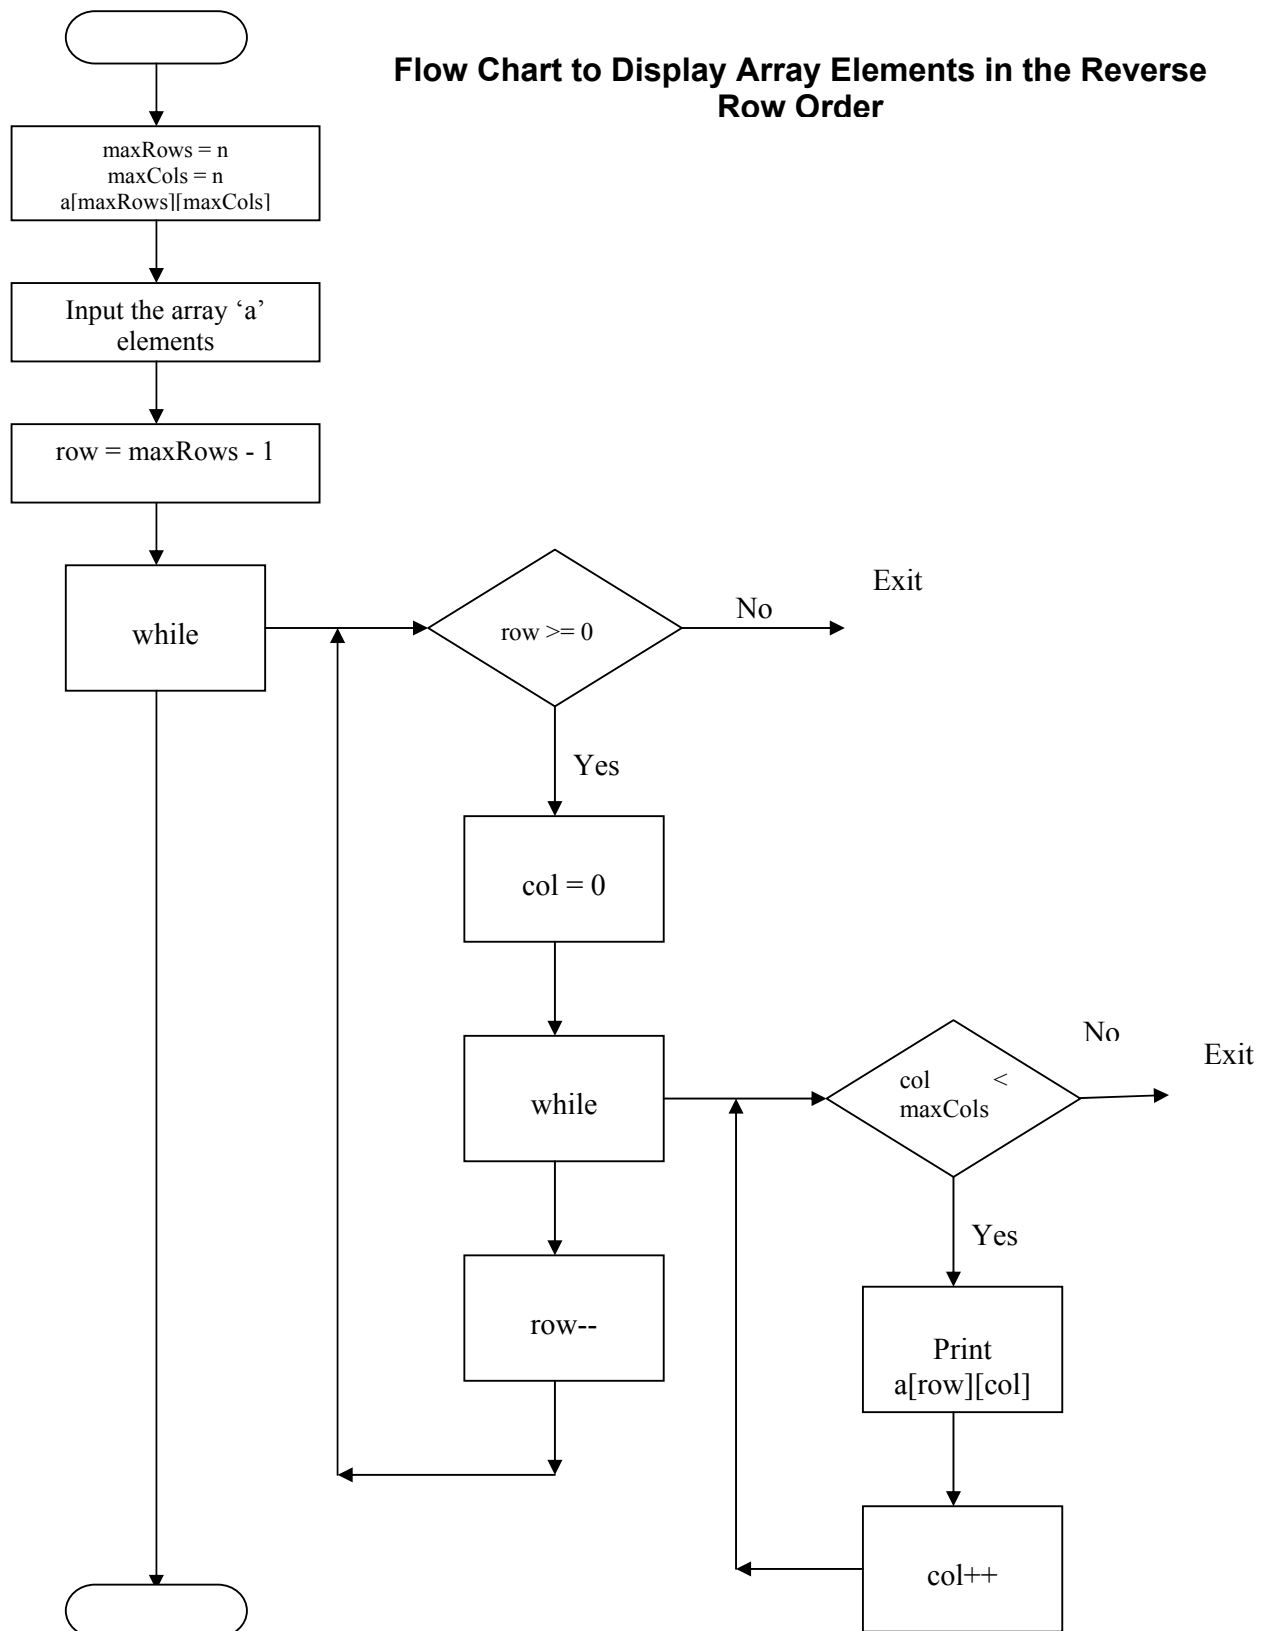 Flow Chart to Display Array Elements in the Reverse
Row Order
maxRows = n
maxCols = n
a[maxRows][maxCols]
Input the array ‘a’
elements
row = maxRows - 1
while
row >= 0
No
Exit
Yes
col = 0
while
col <
maxCols
No
Exit
Yes
row--
Print
a[row][col]
col++